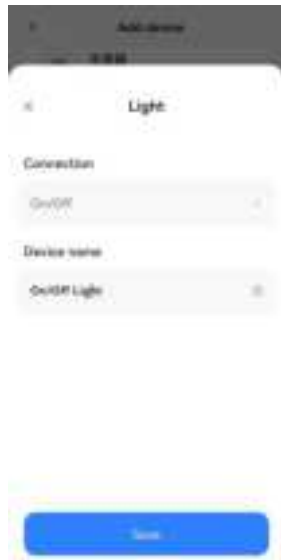 Add device
Light
Connection
On/Off
Device name
On/Off Light
Save